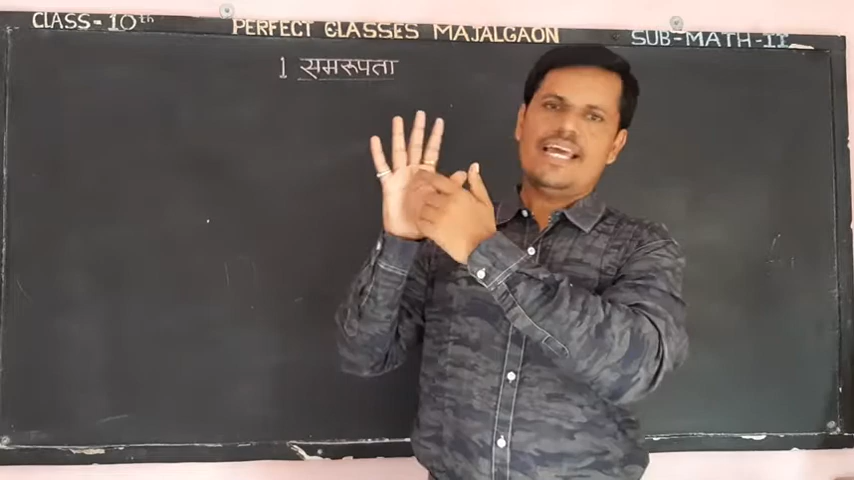 CLASS-10th
PERFECT CLASSES MAJALGAON
SUB-MATH-II
1 समरुपता